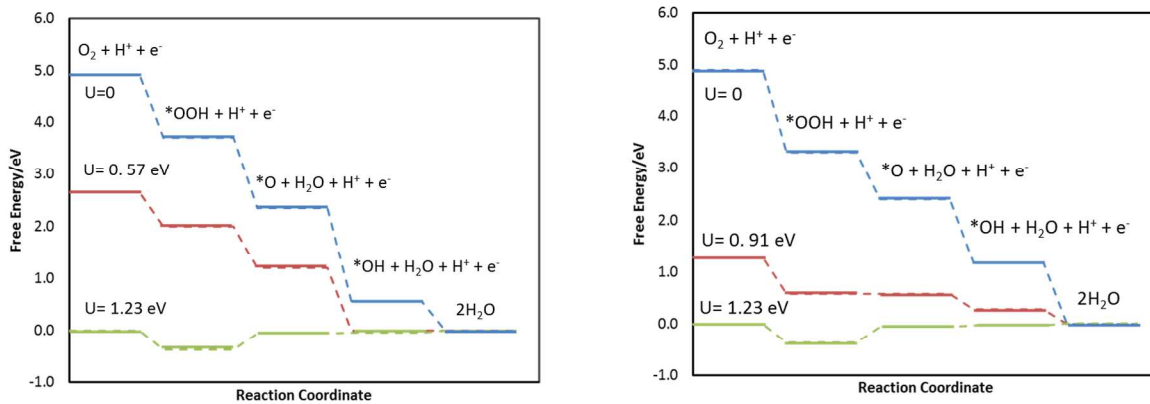 6.0
5.0
4.0
3.0
2.0
1.0
0.0
-1.0
Free Energy/eV
O₂ + H⁺ + e⁻
U=0
*OOH + H⁺ + e⁻
U= 0.57 eV
*O + H₂O + H⁺ + e⁻
*OH + H₂O + H⁺ + e⁻
U= 1.23 eV
2H₂O
Reaction Coordinate
6.0
5.0
4.0
3.0
2.0
1.0
0.0
-1.0
Free Energy/eV
O₂ + H⁺ + e⁻
U= 0
*OOH + H⁺ + e⁻
*O + H₂O + H⁺ + e⁻
*OH + H₂O + H⁺ + e⁻
U= 0.91 eV
U= 1.23 eV
2H₂O
Reaction Coordinate